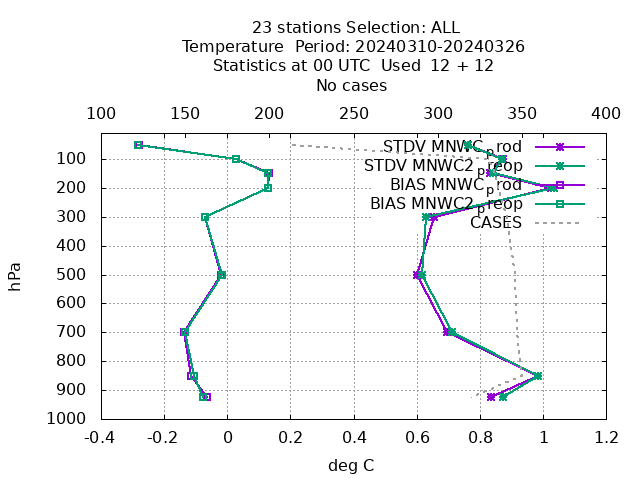 23 stations Selection: ALL
Temperature  Period: 20240310-20240326
Statistics at 00 UTC  Used  12 + 12
No cases
100 150 200 250 300 350 400
STDV MNWC_prod
STDV MNWC2_preop
BIAS MNWC_prod
BIAS MNWC2_preop
CASES
hPa
100
200
300
400
500
600
700
800
900
1000
-0.4 -0.2 0 0.2 0.4 0.6 0.8 1 1.2
deg C